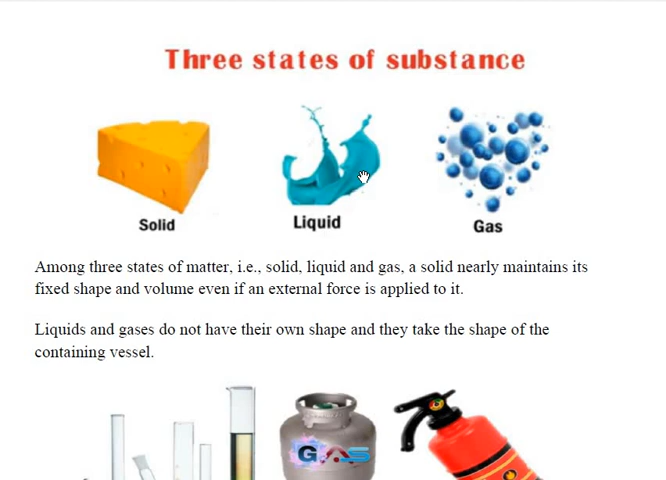 Three states of substance
Solid
Liquid
Gas
Among three states of matter, i.e., solid, liquid and gas, a solid nearly maintains its
fixed shape and volume even if an external force is applied to it.
Liquids and gases do not have their own shape and they take the shape of the
containing vessel.
GAS